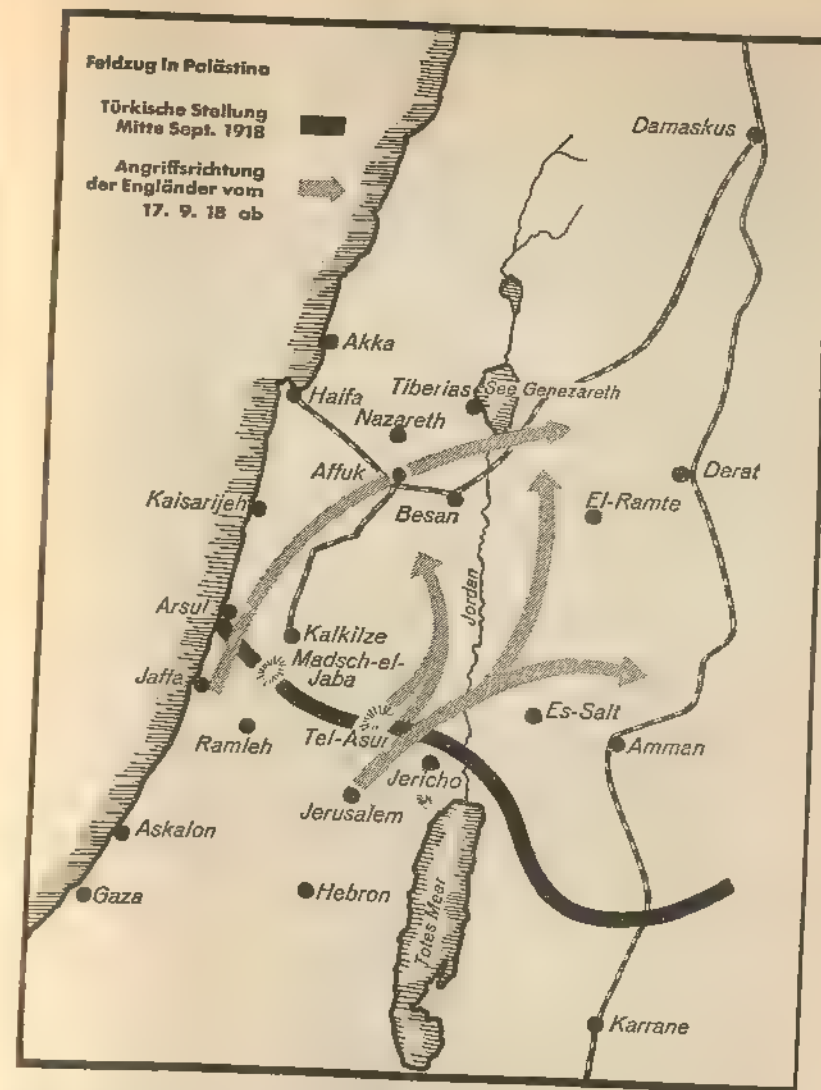 Feldzug in Palästina
Türkische Stellung
Mitte Sept. 1918
Angriffsrichtung
der Engländer vom
17. 9. 18 ab
Damaskus
Akka
Haifa
Tiberias
See Genezareth
Nazareth
Affuk
Derat
Kaisarijeh
Besan
El-Ramte
Arsul
Jordan
Kalkilze
Madsch-el-
Jaba
Jaffa
Es-Salt
Ramleh
Tel-Asur
Amman
Jericho
Jerusalem
Askalon
Gaza
Hebron
Totes Meer
Karrane